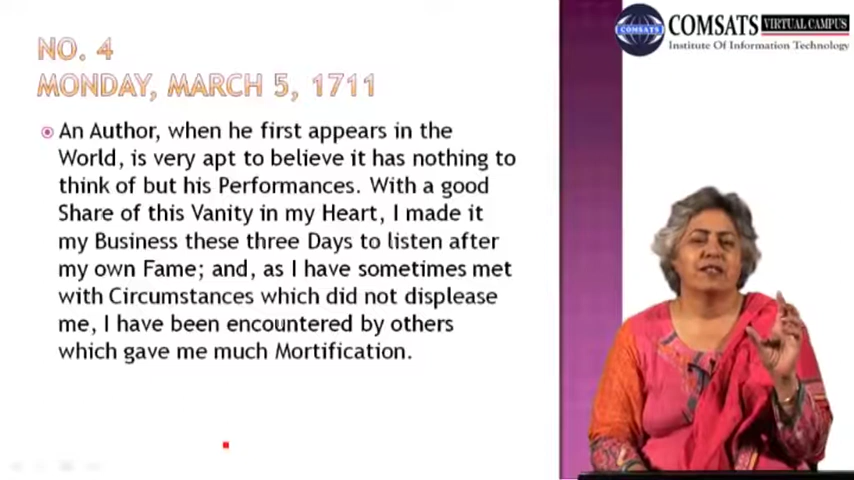 NO. 4
MONDAY, MARCH 5, 1711
An Author, when he first appears in the
World, is very apt to believe it has nothing to
think of but his Performances. With a good
Share of this Vanity in my Heart, I made it
my Business these three Days to listen after
my own Fame; and, as I have sometimes met
with Circumstances which did not displease
me, I have been encountered by others
which gave me much Mortification.
COMSATS
COMSATS VIRTUAL CAMPUS
Institute Of Information Technology